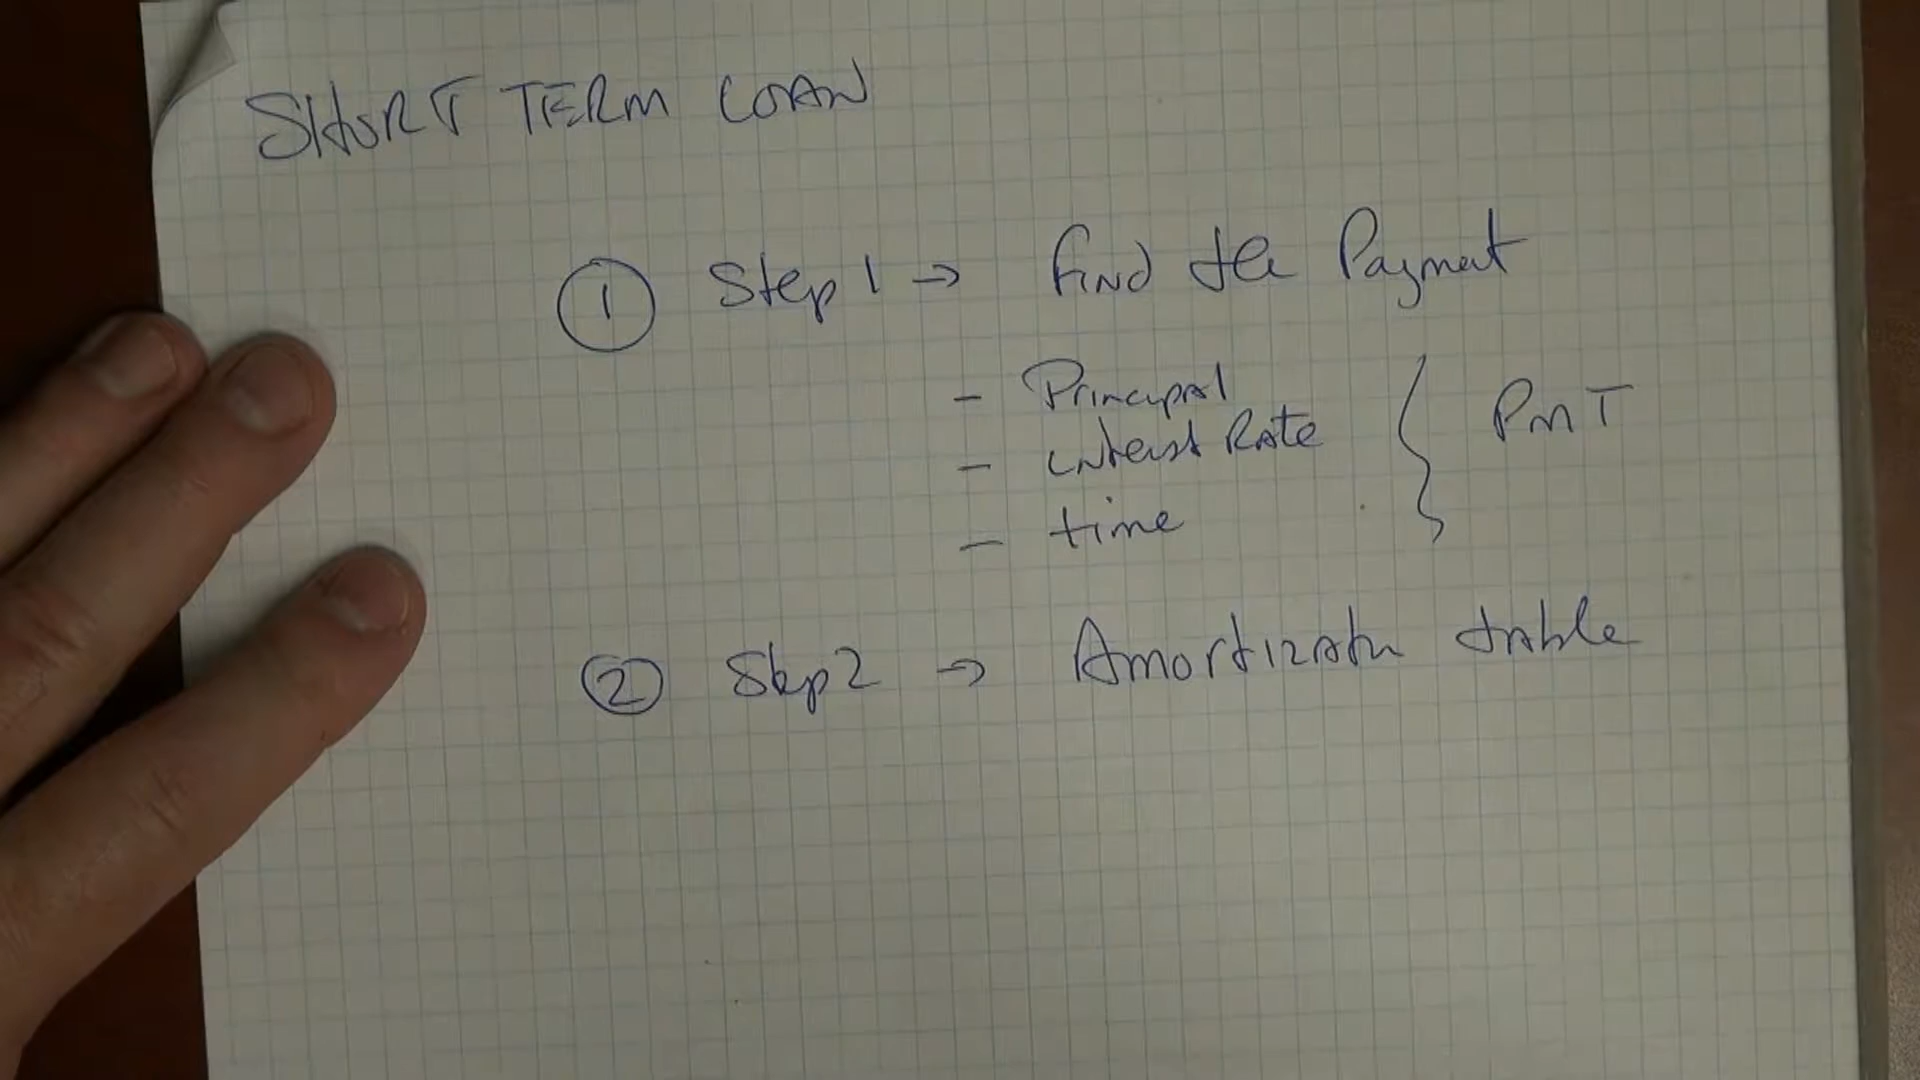 SHORT TERM LOAN
① Step 1 → Find the Payment
- Principal
- interest Rate
- time
} PMT
② Step 2 → Amortization table